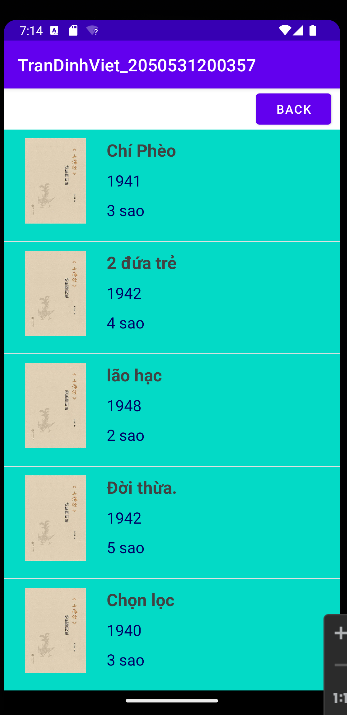 7:14
TranDinhViet_2050531200357
BACK
Chí Phèo
1941
3 sao
2 đứa trẻ
1942
4 sao
lão hạc
1948
2 sao
Đời thừa.
1942
5 sao
Chọn lọc
1940
3 sao
1:1